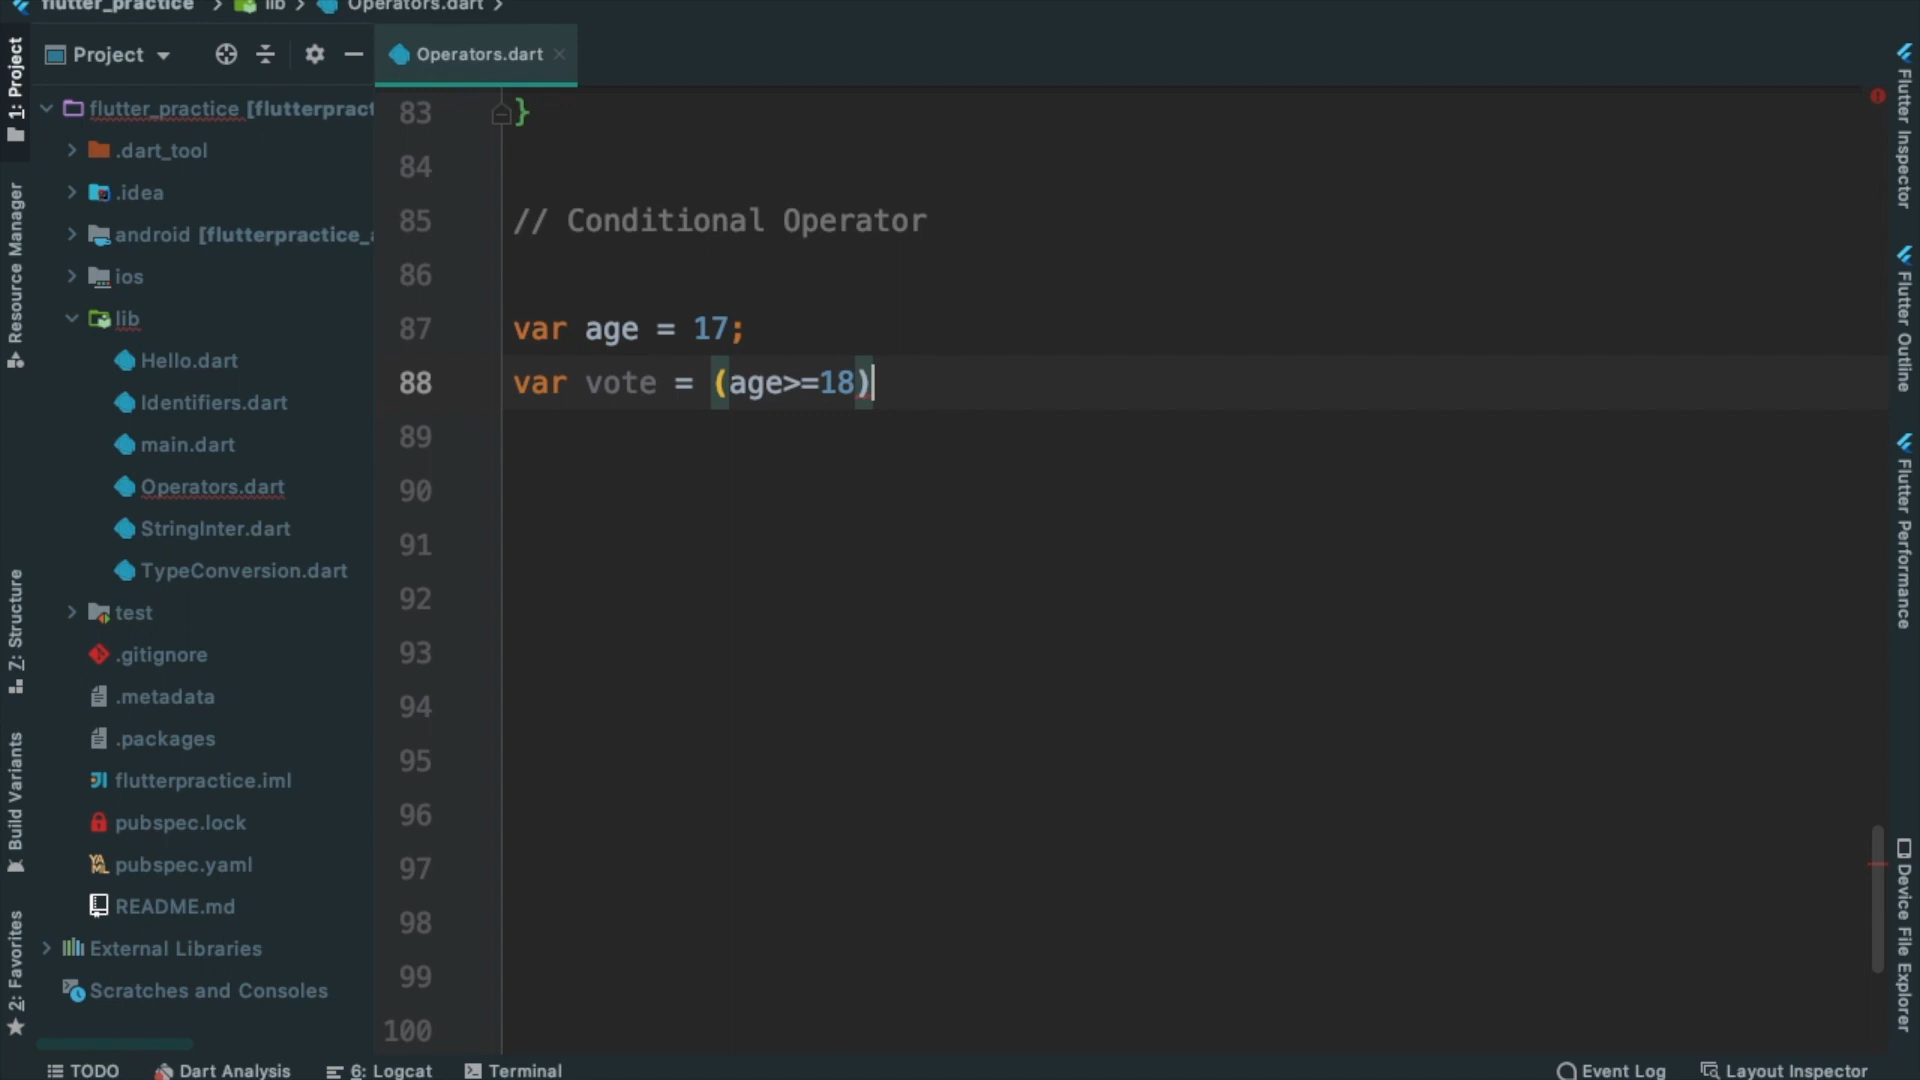 flutter_practice > lib > Operators.dart >
1: Project
Resource Manager
Z: Structure
Build Variants
2: Favorites
Project
flutter_practice [flutterpract
.dart_tool
.idea
android [flutterpractice_a
ios
lib
Hello.dart
Identifiers.dart
main.dart
Operators.dart
StringInter.dart
TypeConversion.dart
test
.gitignore
.metadata
.packages
flutterpractice.iml
pubspec.lock
pubspec.yaml
README.md
External Libraries
Scratches and Consoles
Operators.dart
83 }
84
85 // Conditional Operator
86
87 var age = 17;
88 var vote = (age>=18)
89
90
91
92
93
94
95
96
97
98
99
100
Flutter Inspector
Flutter Outline
Flutter Performance
Device File Explorer
TODO Dart Analysis 6: Logcat Terminal Event Log Layout Inspector